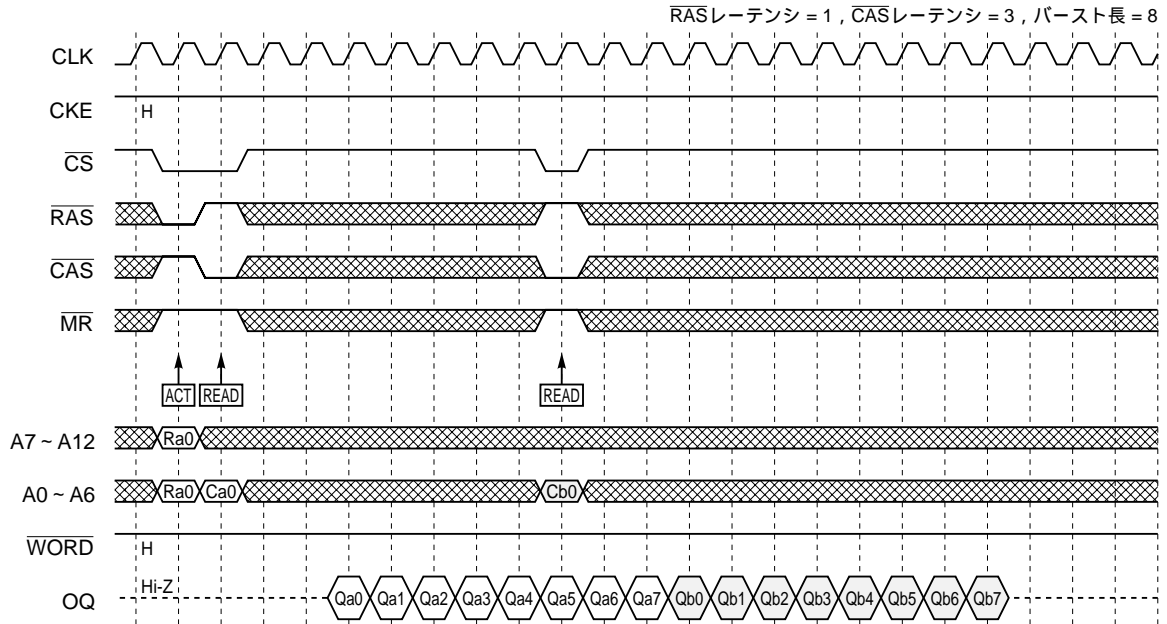 RASレーテンシ = 1 , CASレーテンシ = 3 , バースト長 = 8
CLK
CKE H
CS
RAS
CAS
MR
ACT READ READ
A7 ~ A12 Ra0
A0 ~ A6 Ra0 Ca0 Cb0
WORD H
OQ Hi-Z Qa0 Qa1 Qa2 Qa3 Qa4 Qa5 Qa6 Qa7 Qb0 Qb1 Qb2 Qb3 Qb4 Qb5 Qb6 Qb7